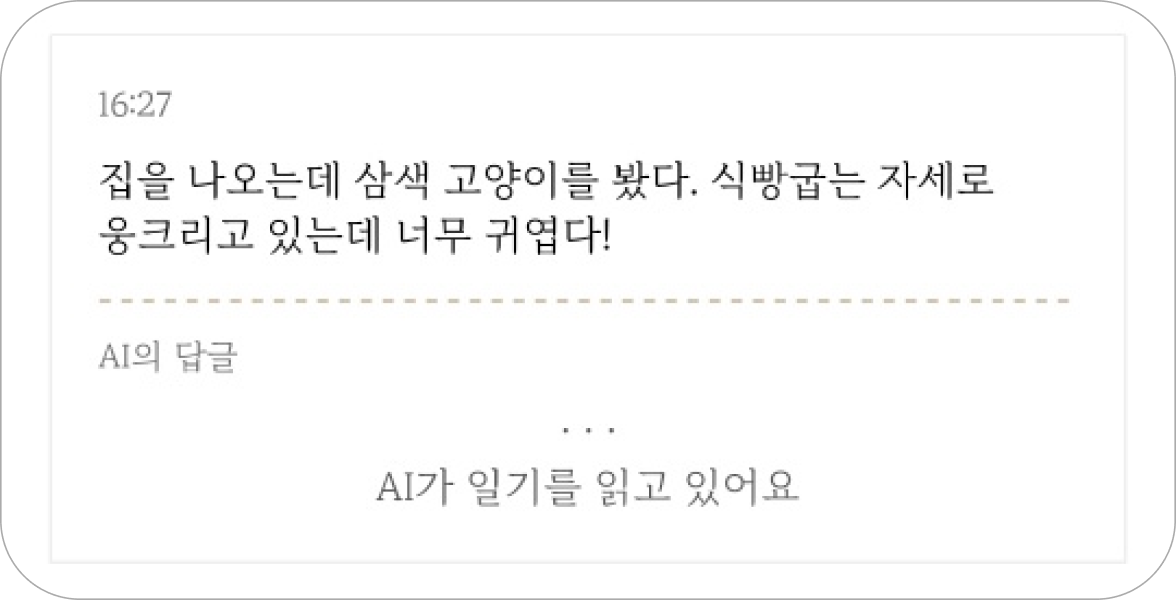 16:27
집을 나오는데 삼색 고양이를 봤다. 식빵굽는 자세로
웅크리고 있는데 너무 귀엽다!
AI의 답글
...
AI가 일기를 읽고 있어요